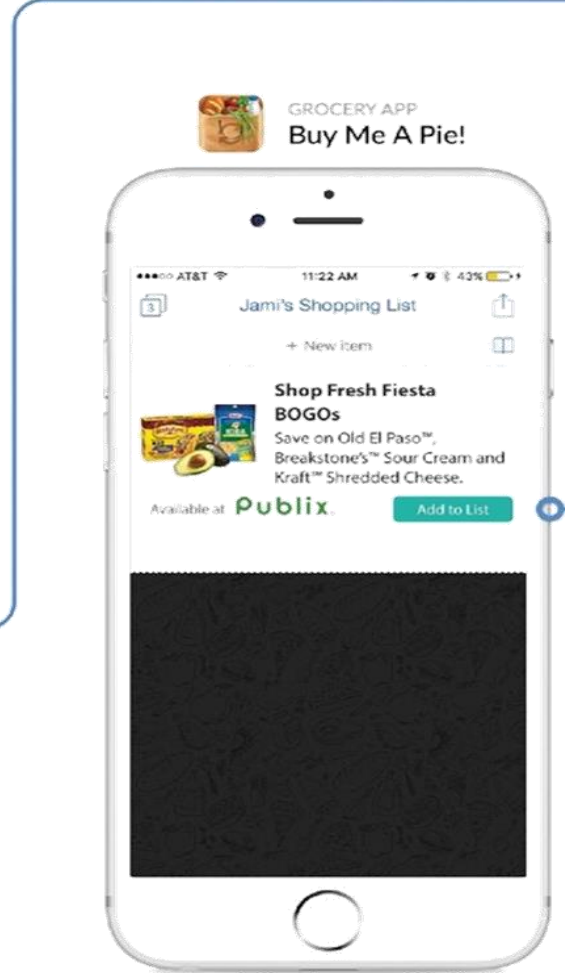 GROCERY APP
Buy Me A Pie!
AT&T 11:22 AM 43%
3 Jami's Shopping List
+ New item
Shop Fresh Fiesta
BOGOs
Save on Old El Paso™,
Breakstone's™ Sour Cream and
Kraft™ Shredded Cheese.
Available at Publix. Add to List